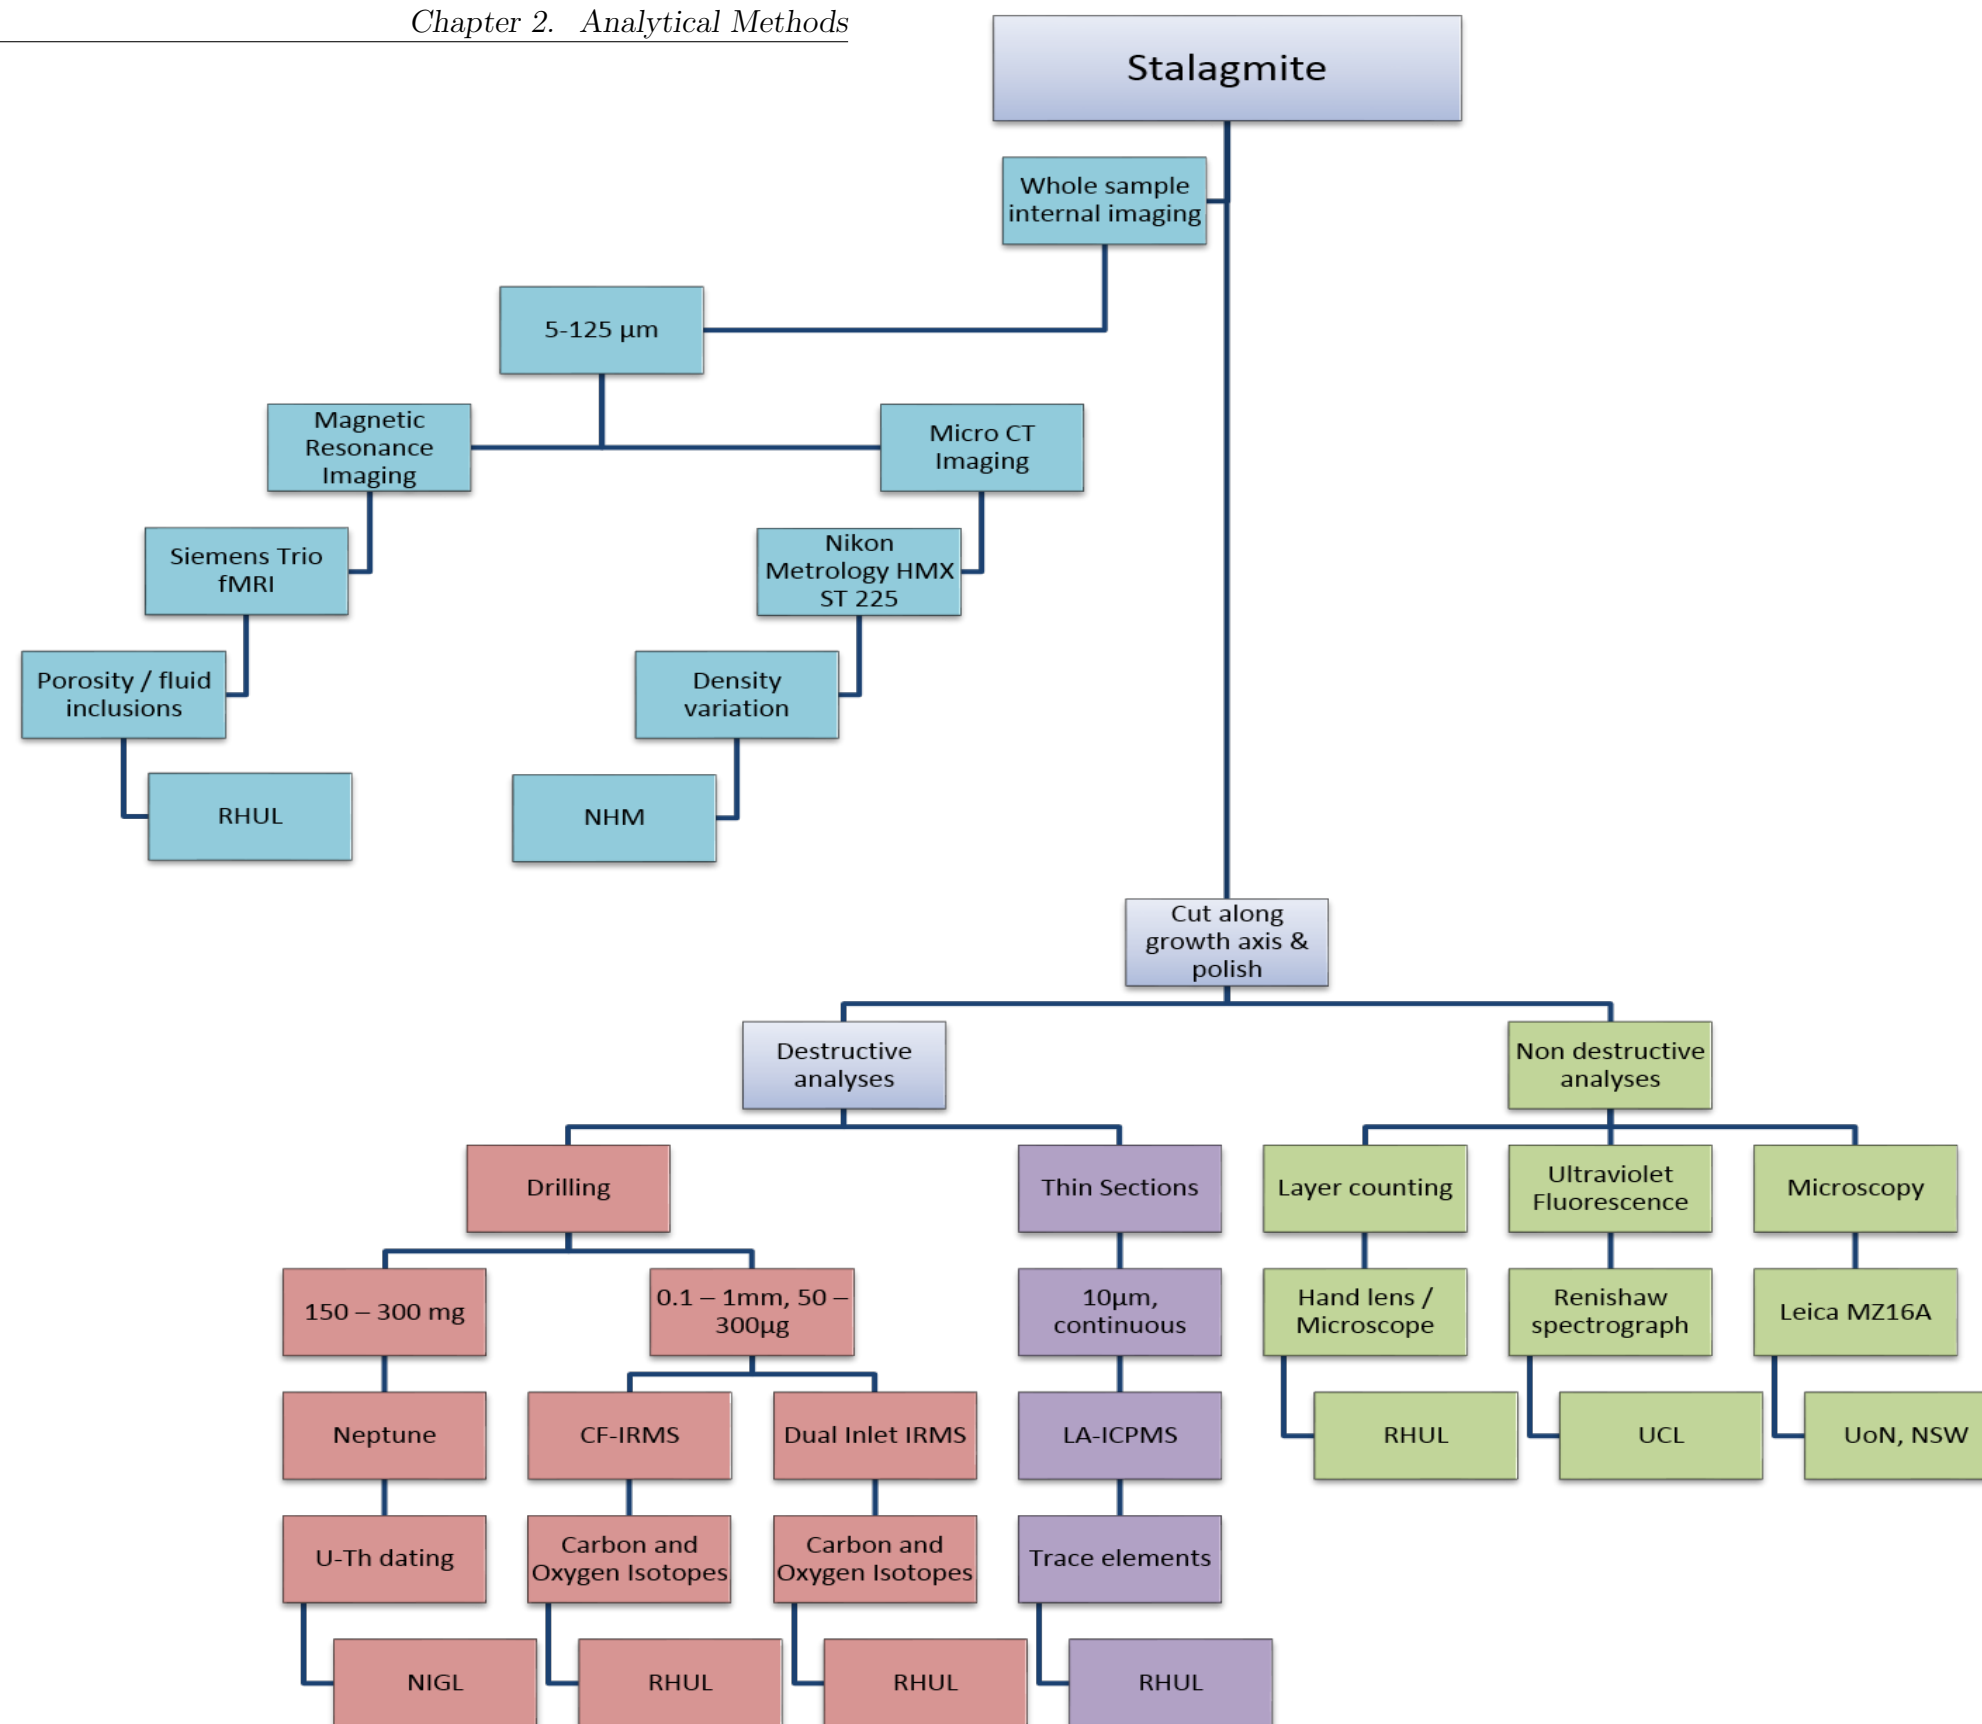 Chapter 2. Analytical Methods
Stalagmite
Whole sample
internal imaging
5-125 µm
Magnetic
Resonance
Imaging
Micro CT
Imaging
Siemens Trio
fMRI
Nikon
Metrology HMX
ST 225
Porosity / fluid
inclusions
Density
variation
RHUL
NHM
Cut along
growth axis &
polish
Destructive
analyses
Non destructive
analyses
Drilling
Thin Sections
Layer counting
Ultraviolet
Fluorescence
Microscopy
150 – 300 mg
0.1 – 1mm, 50 –
300µg
10µm,
continuous
Hand lens /
Microscope
Renishaw
spectrograph
Leica MZ16A
Neptune
CF-IRMS
Dual Inlet IRMS
LA-ICPMS
RHUL
UCL
UoN, NSW
U-Th dating
Carbon and
Oxygen Isotopes
Carbon and
Oxygen Isotopes
Trace elements
NIGL
RHUL
RHUL
RHUL